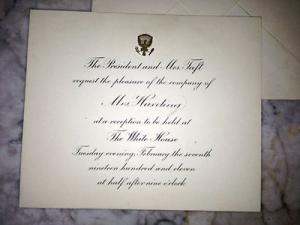 The President and Mrs. Taft
request the pleasure of the company of
Mrs. Harding
at a reception to be held at
The White House
Tuesday evening, February the seventh
nineteen hundred and eleven
at half after nine o'clock